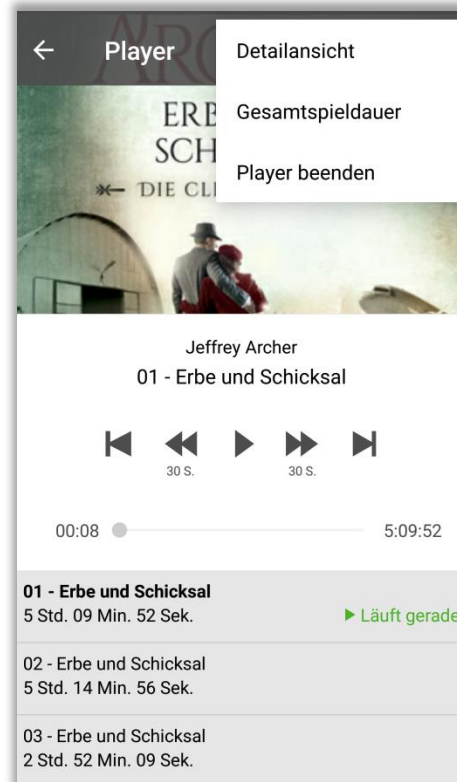 Player
Detailansicht
Gesamtspieldauer
Player beenden
ERB
SCH
DIE CL
Jeffrey Archer
01 - Erbe und Schicksal
30 S.
30 S.
00:08
5:09:52
01 - Erbe und Schicksal
5 Std. 09 Min. 52 Sek.
Läuft gerade
02 - Erbe und Schicksal
5 Std. 14 Min. 56 Sek.
03 - Erbe und Schicksal
2 Std. 52 Min. 09 Sek.